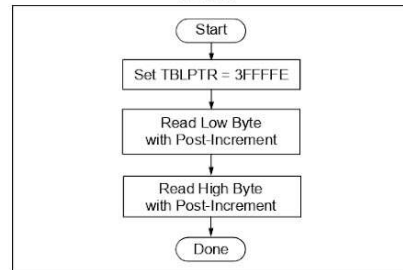 Start
Set TBLPTR = 3FFFFE
Read Low Byte
with Post-Increment
Read High Byte
with Post-Increment
Done